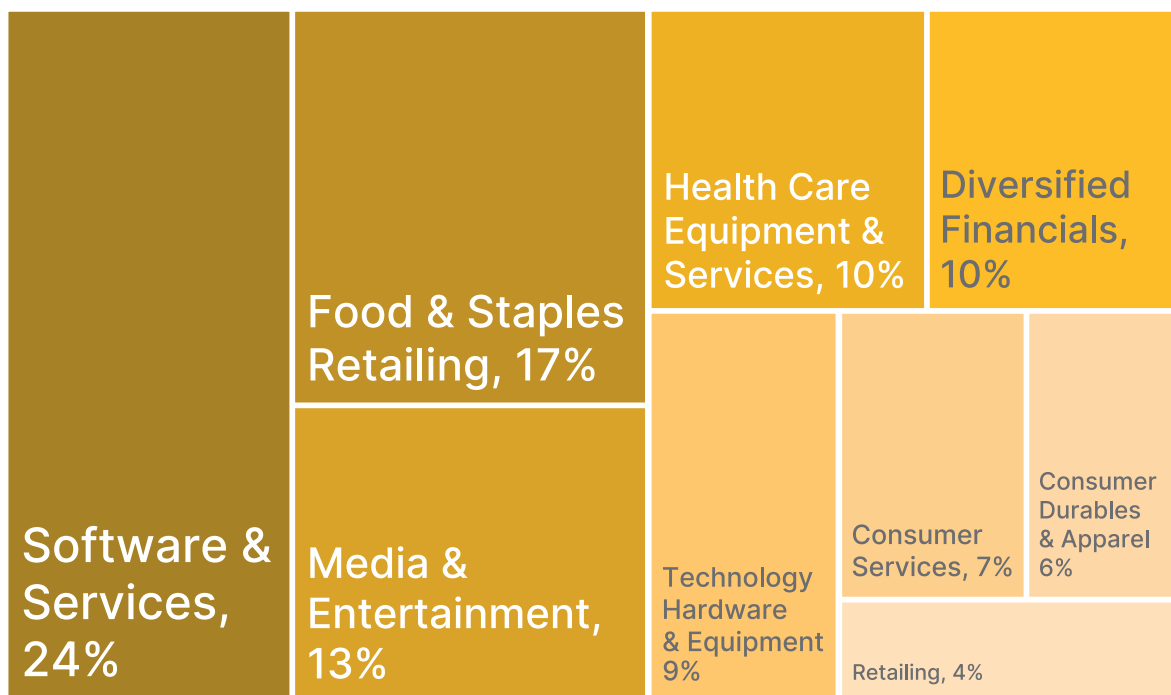 Software &
Services,
24%
Food & Staples
Retailing, 17%
Media &
Entertainment,
13%
Health Care
Equipment &
Services, 10%
Diversified
Financials,
10%
Technology
Hardware
& Equipment
9%
Consumer
Services, 7%
Consumer
Durables
& Apparel
6%
Retailing, 4%